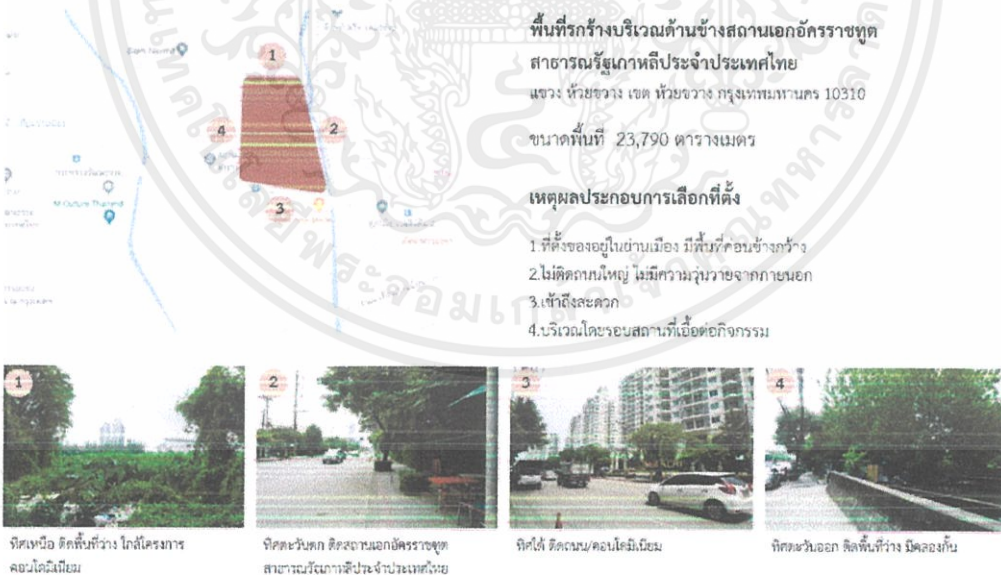 พื้นที่รกร้างบริเวณด้านข้างสถานเอกอัครราชทูต
สาธารณรัฐเกาหลีประจำประเทศไทย
แขวง ห้วยขวาง เขต ห้วยขวาง กรุงเทพมหานคร 10310
ขนาดพื้นที่ 23,790 ตารางเมตร
เหตุผลประกอบการเลือกที่ตั้ง
1.ที่ตั้งของอยู่ในย่านเมือง มีพื้นที่ค่อนข้างกว้าง
2.ไม่ติดถนนใหญ่ ไม่มีความวุ่นวายจากภายนอก
3.เข้าถึงสะดวก
4.บริเวณโดยรอบสถานที่เอื้อต่อกิจกรรม
1
4
2
3
M Culture Thailand
1
2
3
4
ทิศเหนือ ติดพื้นที่ว่าง ใกล้โครงการ
คอนโดมิเนียม
ทิศตะวันตก ติดสถานเอกอัครราชทูต
สาธารณรัฐเกาหลีประจำประเทศไทย
ทิศใต้ ติดถนน/คอนโดมิเนียม
ทิศตะวันออก ติดพื้นที่ว่าง มีคลองกั้น